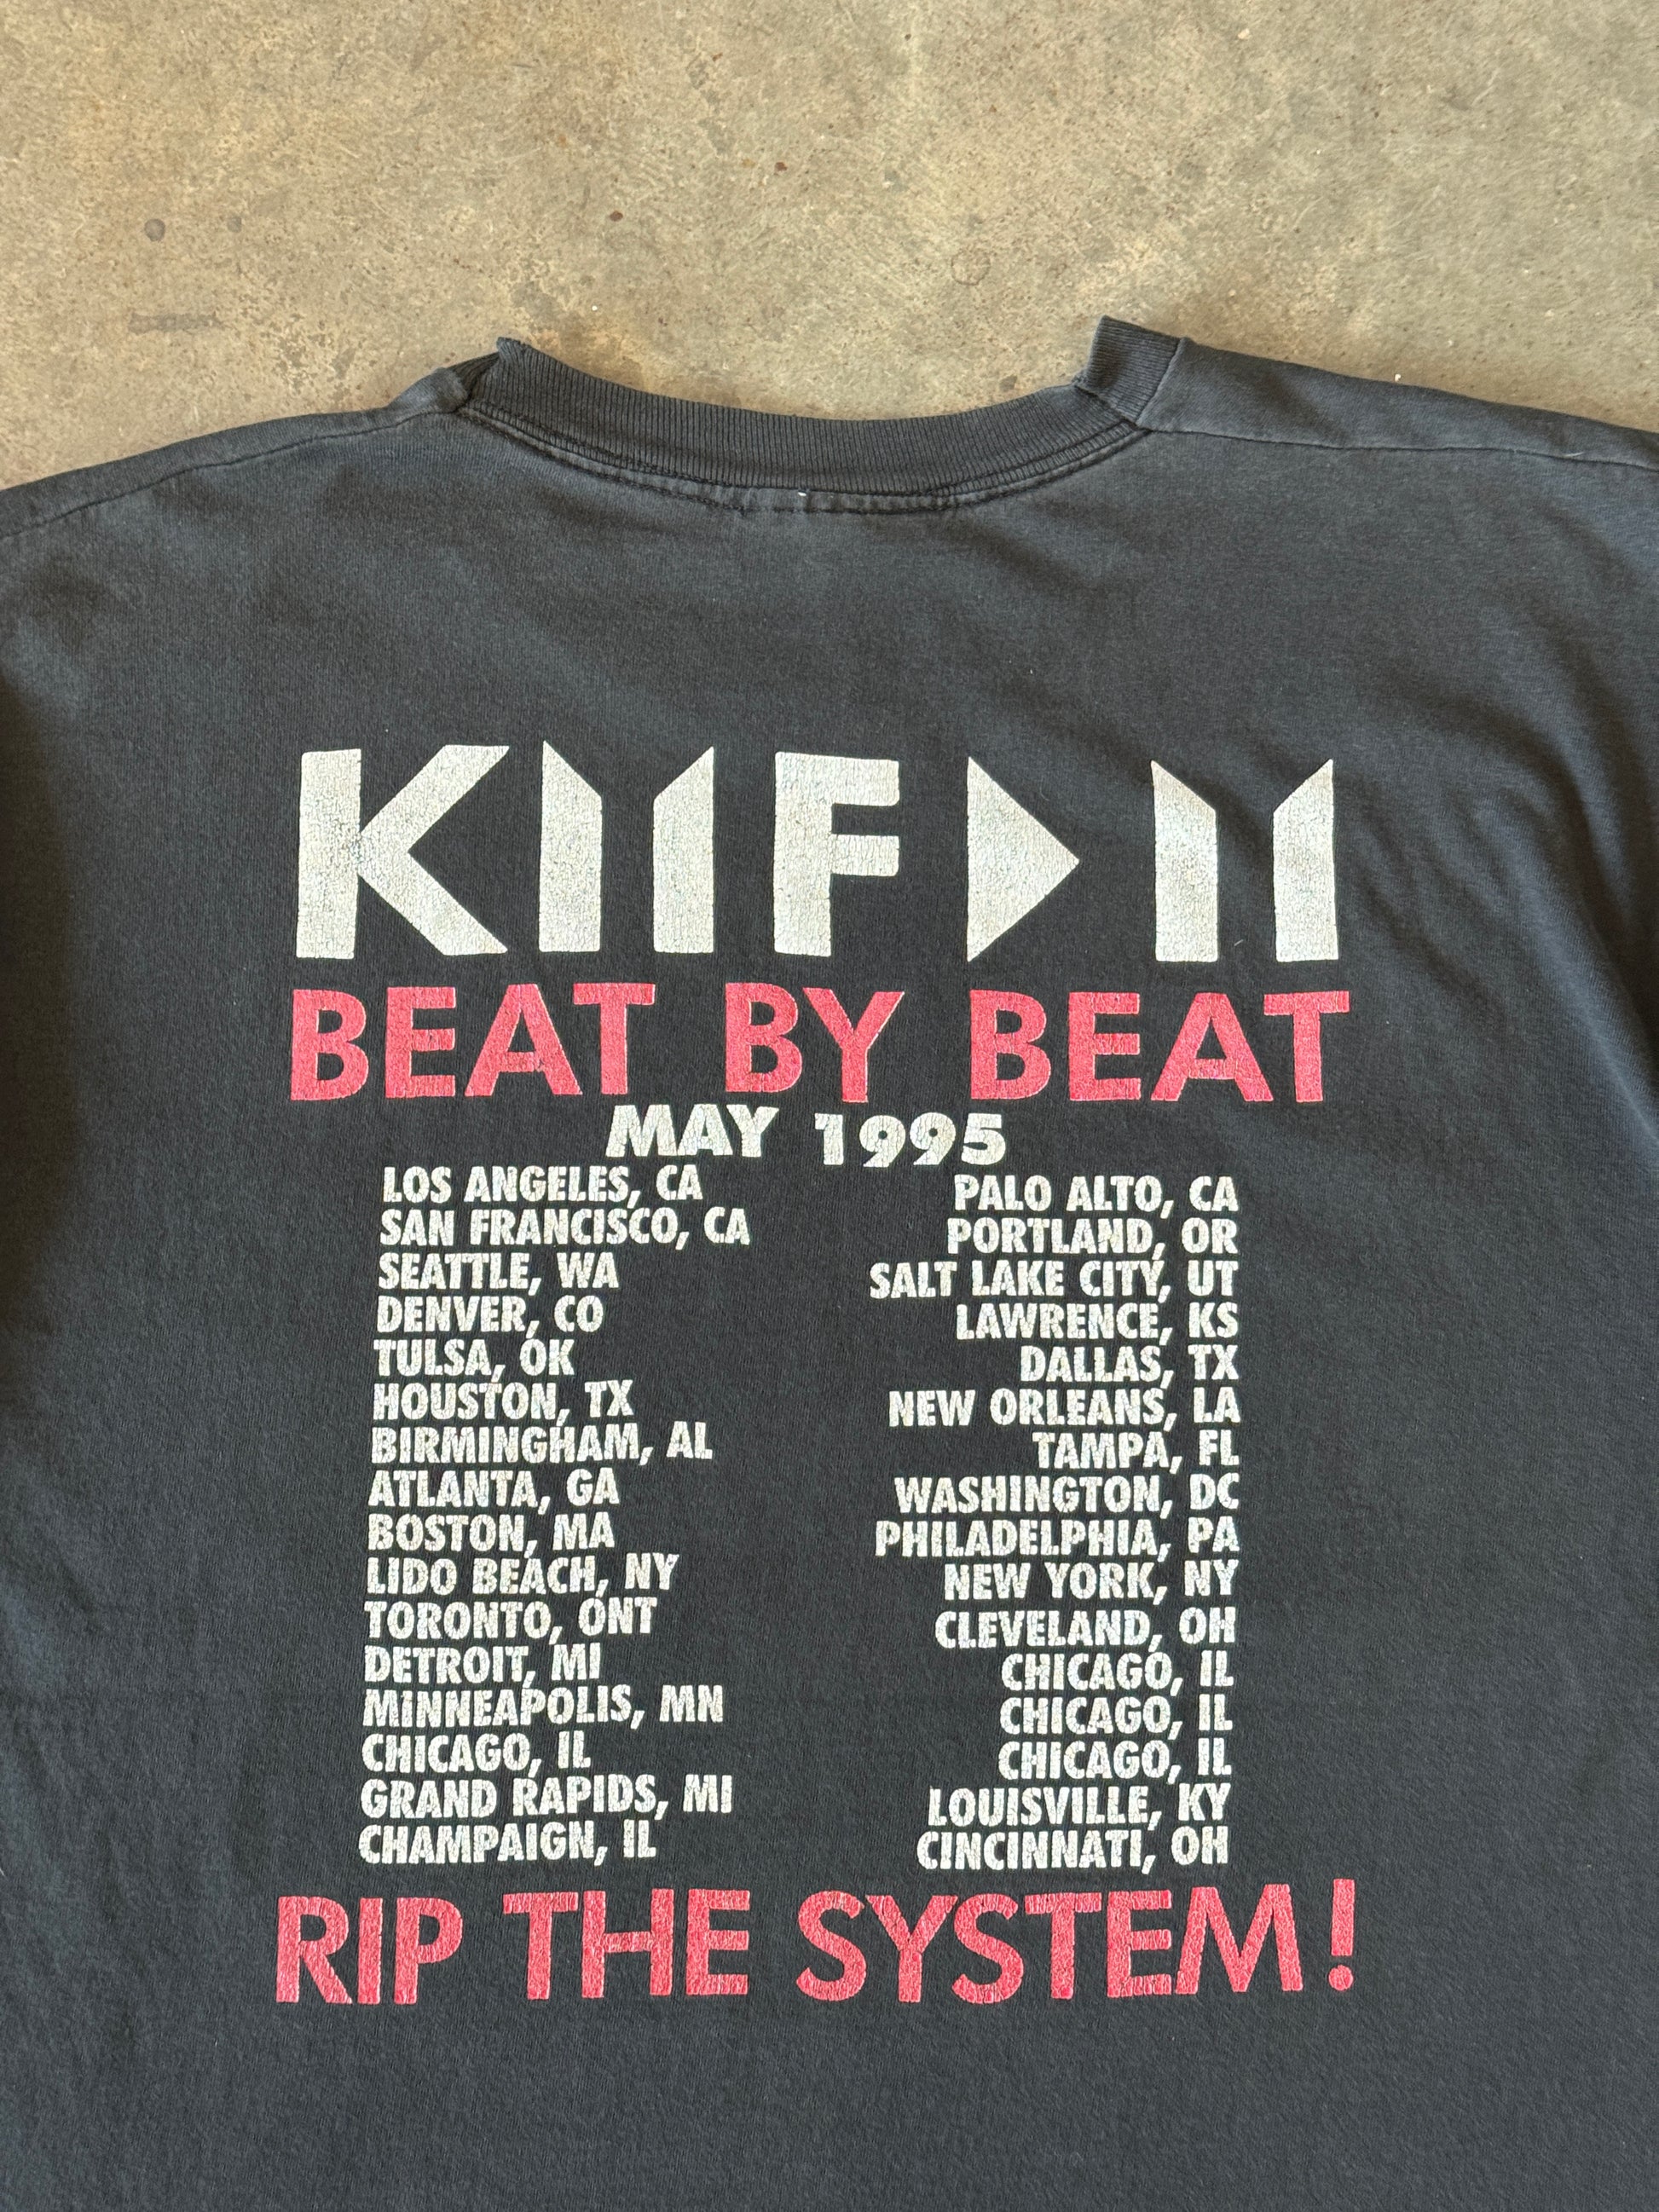 KMFDM
BEAT BY BEAT
MAY 1995
LOS ANGELES, CA PALO ALTO, CA
SAN FRANCISCO, CA PORTLAND, OR
SEATTLE, WA SALT LAKE CITY, UT
DENVER, CO LAWRENCE, KS
TULSA, OK DALLAS, TX
HOUSTON, TX NEW ORLEANS, LA
BIRMINGHAM, AL TAMPA, FL
ATLANTA, GA WASHINGTON, DC
BOSTON, MA PHILADELPHIA, PA
LIDO BEACH, NY NEW YORK, NY
TORONTO, ONT CLEVELAND, OH
DETROIT, MI CHICAGO, IL
MINNEAPOLIS, MN CHICAGO, IL
CHICAGO, IL CHICAGO, IL
GRAND RAPIDS, MI LOUISVILLE, KY
CHAMPAIGN, IL CINCINNATI, OH
RIP THE SYSTEM!